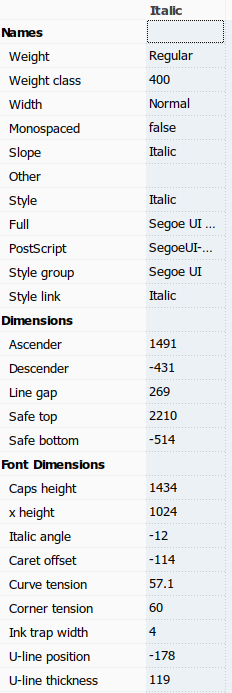 Italic
Names
Weight Regular
Weight class 400
Width Normal
Monospaced false
Slope Italic
Other
Style Italic
Full Segoe UI ...
PostScript SegoeUI-...
Style group Segoe UI
Style link Italic
Dimensions
Ascender 1491
Descender -431
Line gap 269
Safe top 2210
Safe bottom -514
Font Dimensions
Caps height 1434
x height 1024
Italic angle -12
Caret offset -114
Curve tension 57.1
Corner tension 60
Ink trap width 4
U-line position -178
U-line thickness 119